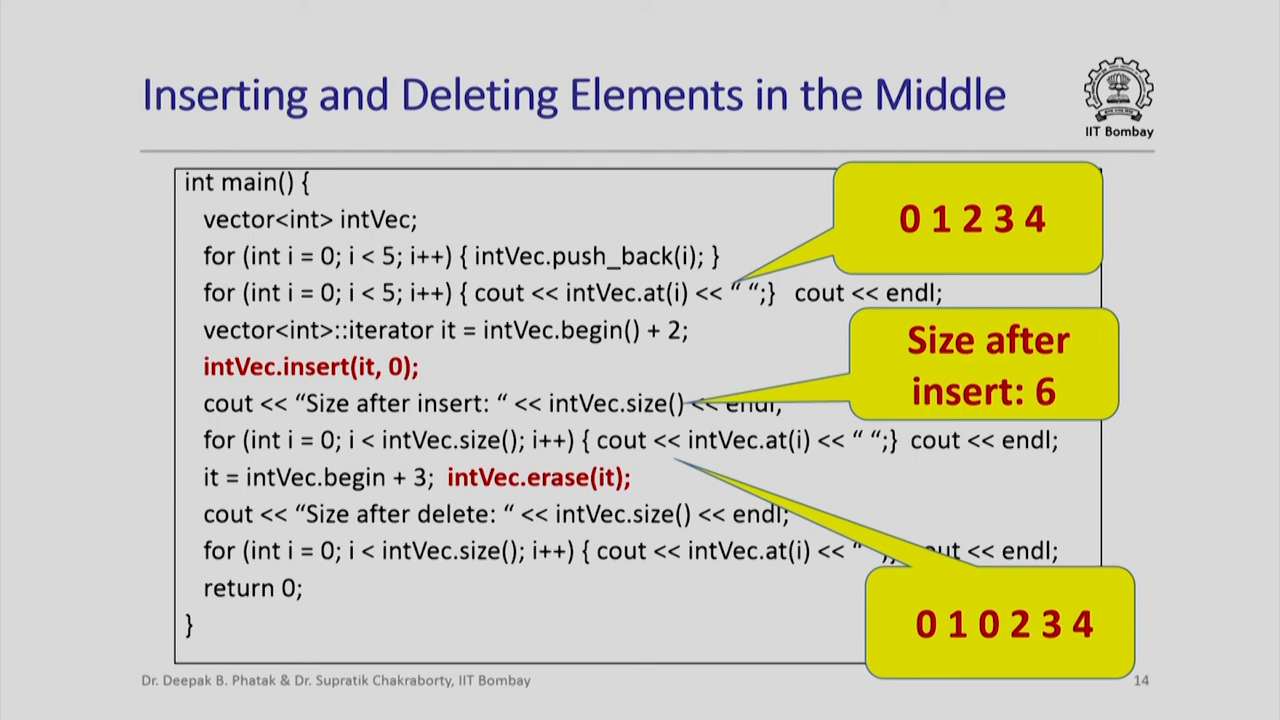 Inserting and Deleting Elements in the Middle
IIT Bombay
int main() {
vector<int> intVec;
for (int i = 0; i < 5; i++) { intVec.push_back(i); }
for (int i = 0; i < 5; i++) { cout << intVec.at(i) << “ “;} cout << endl;
vector<int>::iterator it = intVec.begin() + 2;
intVec.insert(it, 0);
cout << “Size after insert: “ << intVec.size() << endl;
for (int i = 0; i < intVec.size(); i++) { cout << intVec.at(i) << “ “;} cout << endl;
it = intVec.begin + 3; intVec.erase(it);
cout << “Size after delete: “ << intVec.size() << endl;
for (int i = 0; i < intVec.size(); i++) { cout << intVec.at(i) << “ << endl;
return 0;
}
0 1 2 3 4
Size after
insert: 6
0 1 0 2 3 4
Dr. Deepak B. Phatak & Dr. Supratik Chakraborty, IIT Bombay
14